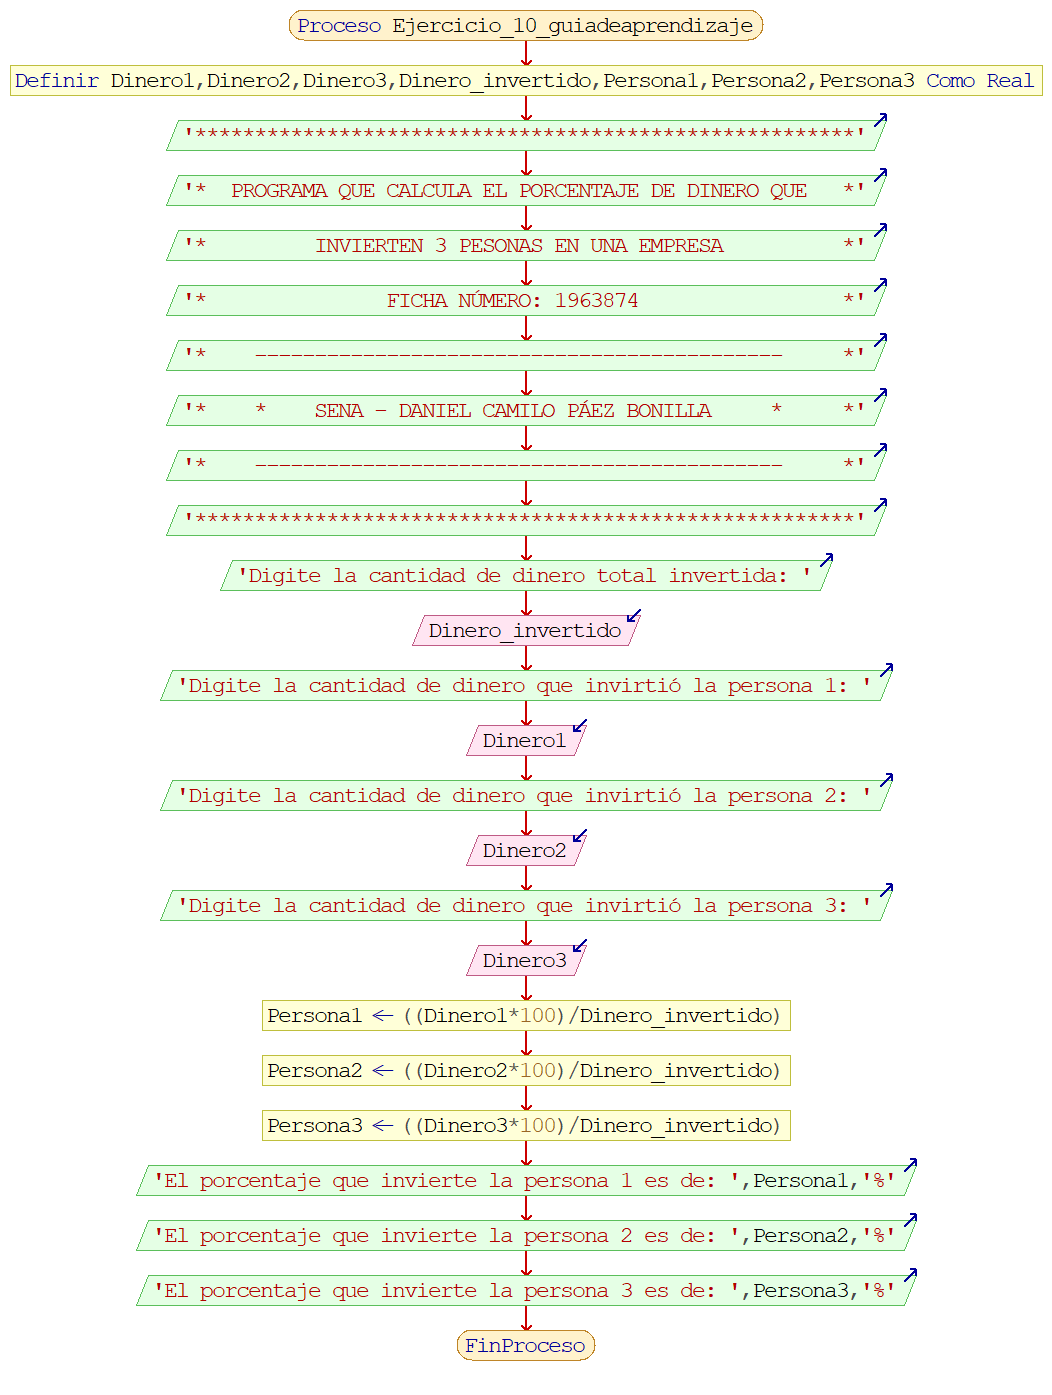 Proceso Ejercicio_10_guiadeaprendizaje
Definir Dinero1,Dinero2,Dinero3,Dinero_invertido,Persona1,Persona2,Persona3 Como Real
'*******************************************************'
'*  PROGRAMA QUE CALCULA EL PORCENTAJE DE DINERO QUE   *'
'*         INVIERTEN 3 PESONAS EN UNA EMPRESA          *'
'*               FICHA NÚMERO: 1963874                 *'
'*    --------------------------------------------     *'
'*    *    SENA - DANIEL CAMILO PÁEZ BONILLA     *     *'
'*    --------------------------------------------     *'
'*******************************************************'
'Digite la cantidad de dinero total invertida: '
Dinero_invertido
'Digite la cantidad de dinero que invirtió la persona 1: '
Dinero1
'Digite la cantidad de dinero que invirtió la persona 2: '
Dinero2
'Digite la cantidad de dinero que invirtió la persona 3: '
Dinero3
Persona1 ← ((Dinero1*100)/Dinero_invertido)
Persona2 ← ((Dinero2*100)/Dinero_invertido)
Persona3 ← ((Dinero3*100)/Dinero_invertido)
'El porcentaje que invierte la persona 1 es de: ',Persona1,'%'
'El porcentaje que invierte la persona 2 es de: ',Persona2,'%'
'El porcentaje que invierte la persona 3 es de: ',Persona3,'%'
FinProceso